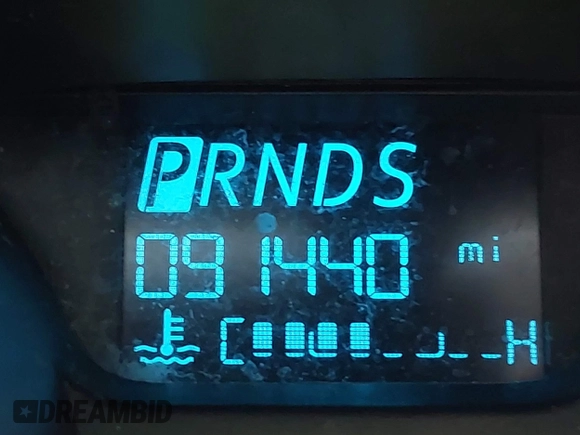 PRNDS
091440 mi
C H
DREAMBID